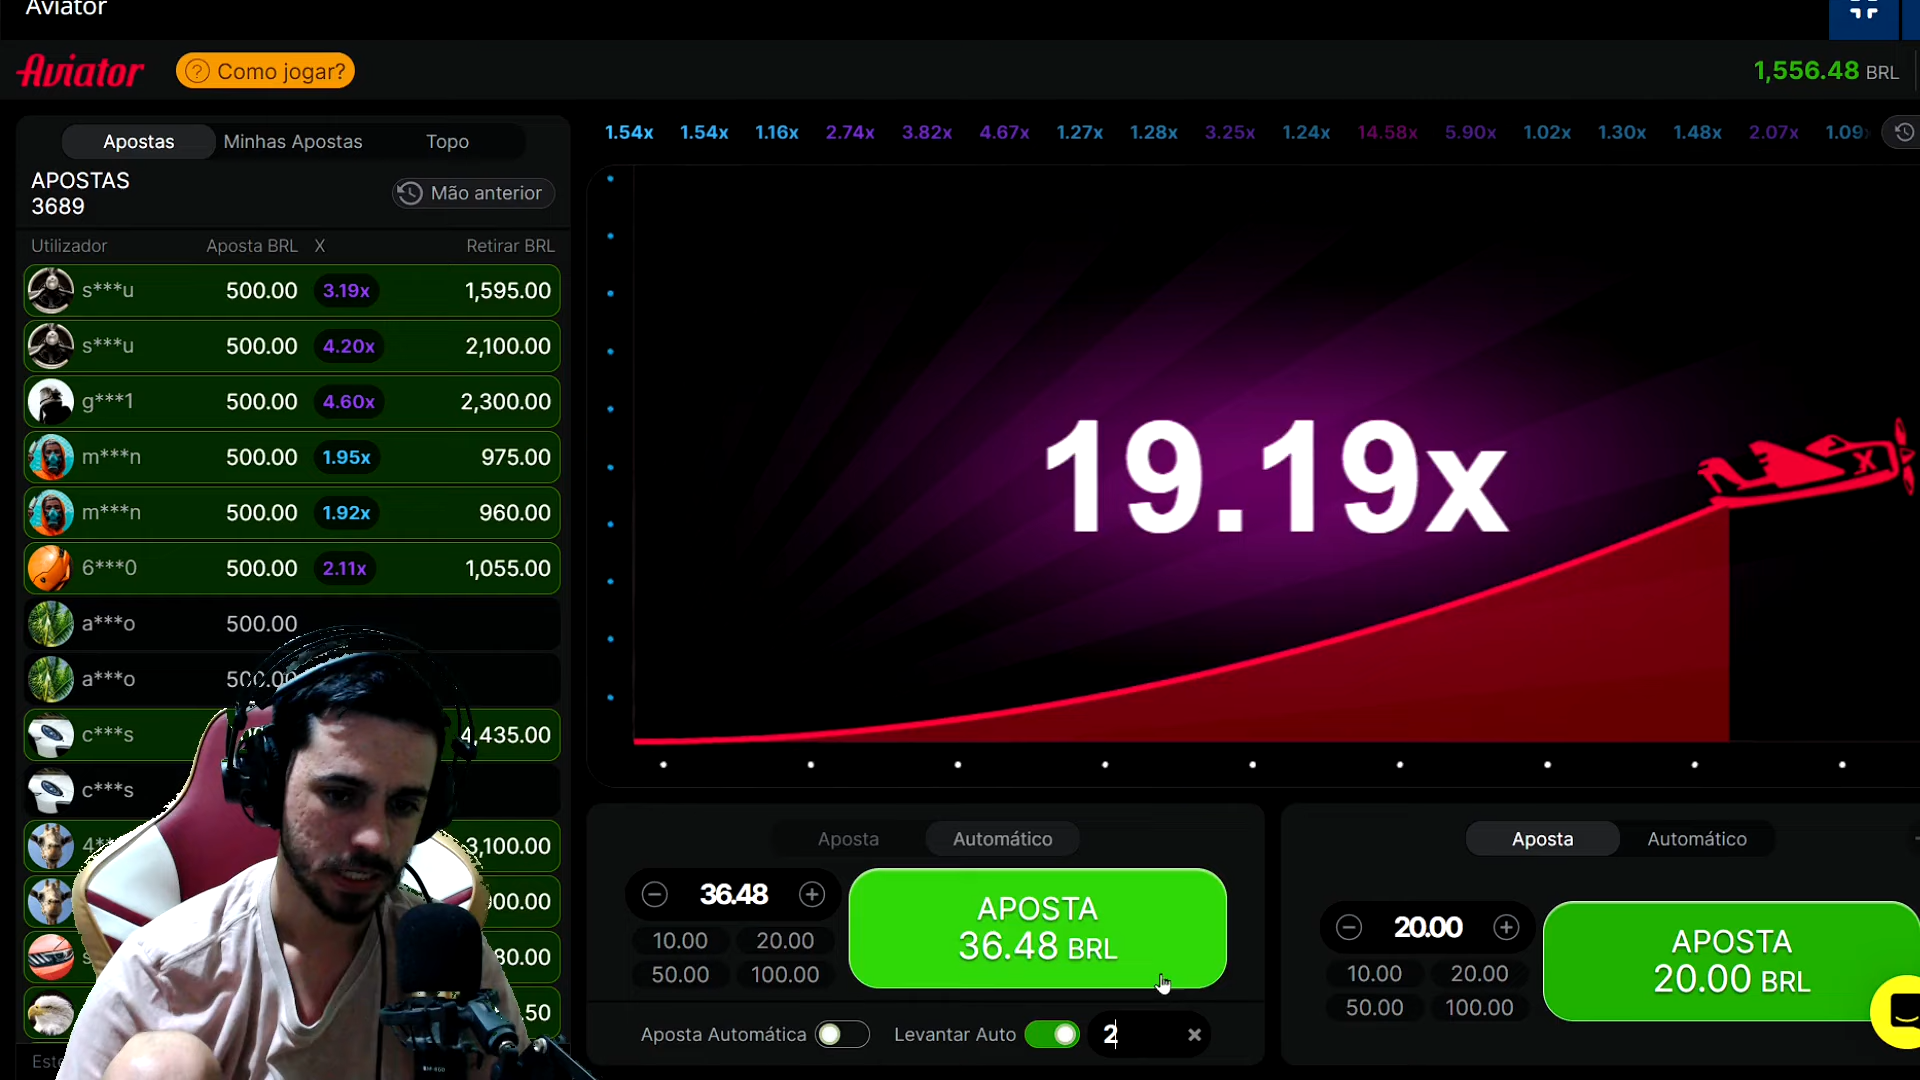 Aviator
Aviator
? Como jogar?
1,556.48 BRL
Apostas Minhas Apostas Topo
1.54x 1.54x 1.16x 2.74x 3.82x 4.67x 1.27x 1.28x 3.25x 1.24x 14.58x 5.90x 1.02x 1.30x 1.48x 2.07x 1.09x
APOSTAS
3689
Mão anterior
Utilizador Aposta BRL X Retirar BRL
s***u 500.00 3.19x 1,595.00
s***u 500.00 4.20x 2,100.00
g***1 500.00 4.60x 2,300.00
m***n 500.00 1.95x 975.00
m***n 500.00 1.92x 960.00
6***0 500.00 2.11x 1,055.00
a***o 500.00
a***o 500.00
c***s 4,435.00
c***s
3,100.00
19.19x
X
Aposta Automático
36.48
10.00 20.00
50.00 100.00
APOSTA
36.48 BRL
Aposta Automática Levantar Auto 2
Aposta Automático
20.00
10.00 20.00
50.00 100.00
APOSTA
20.00 BRL